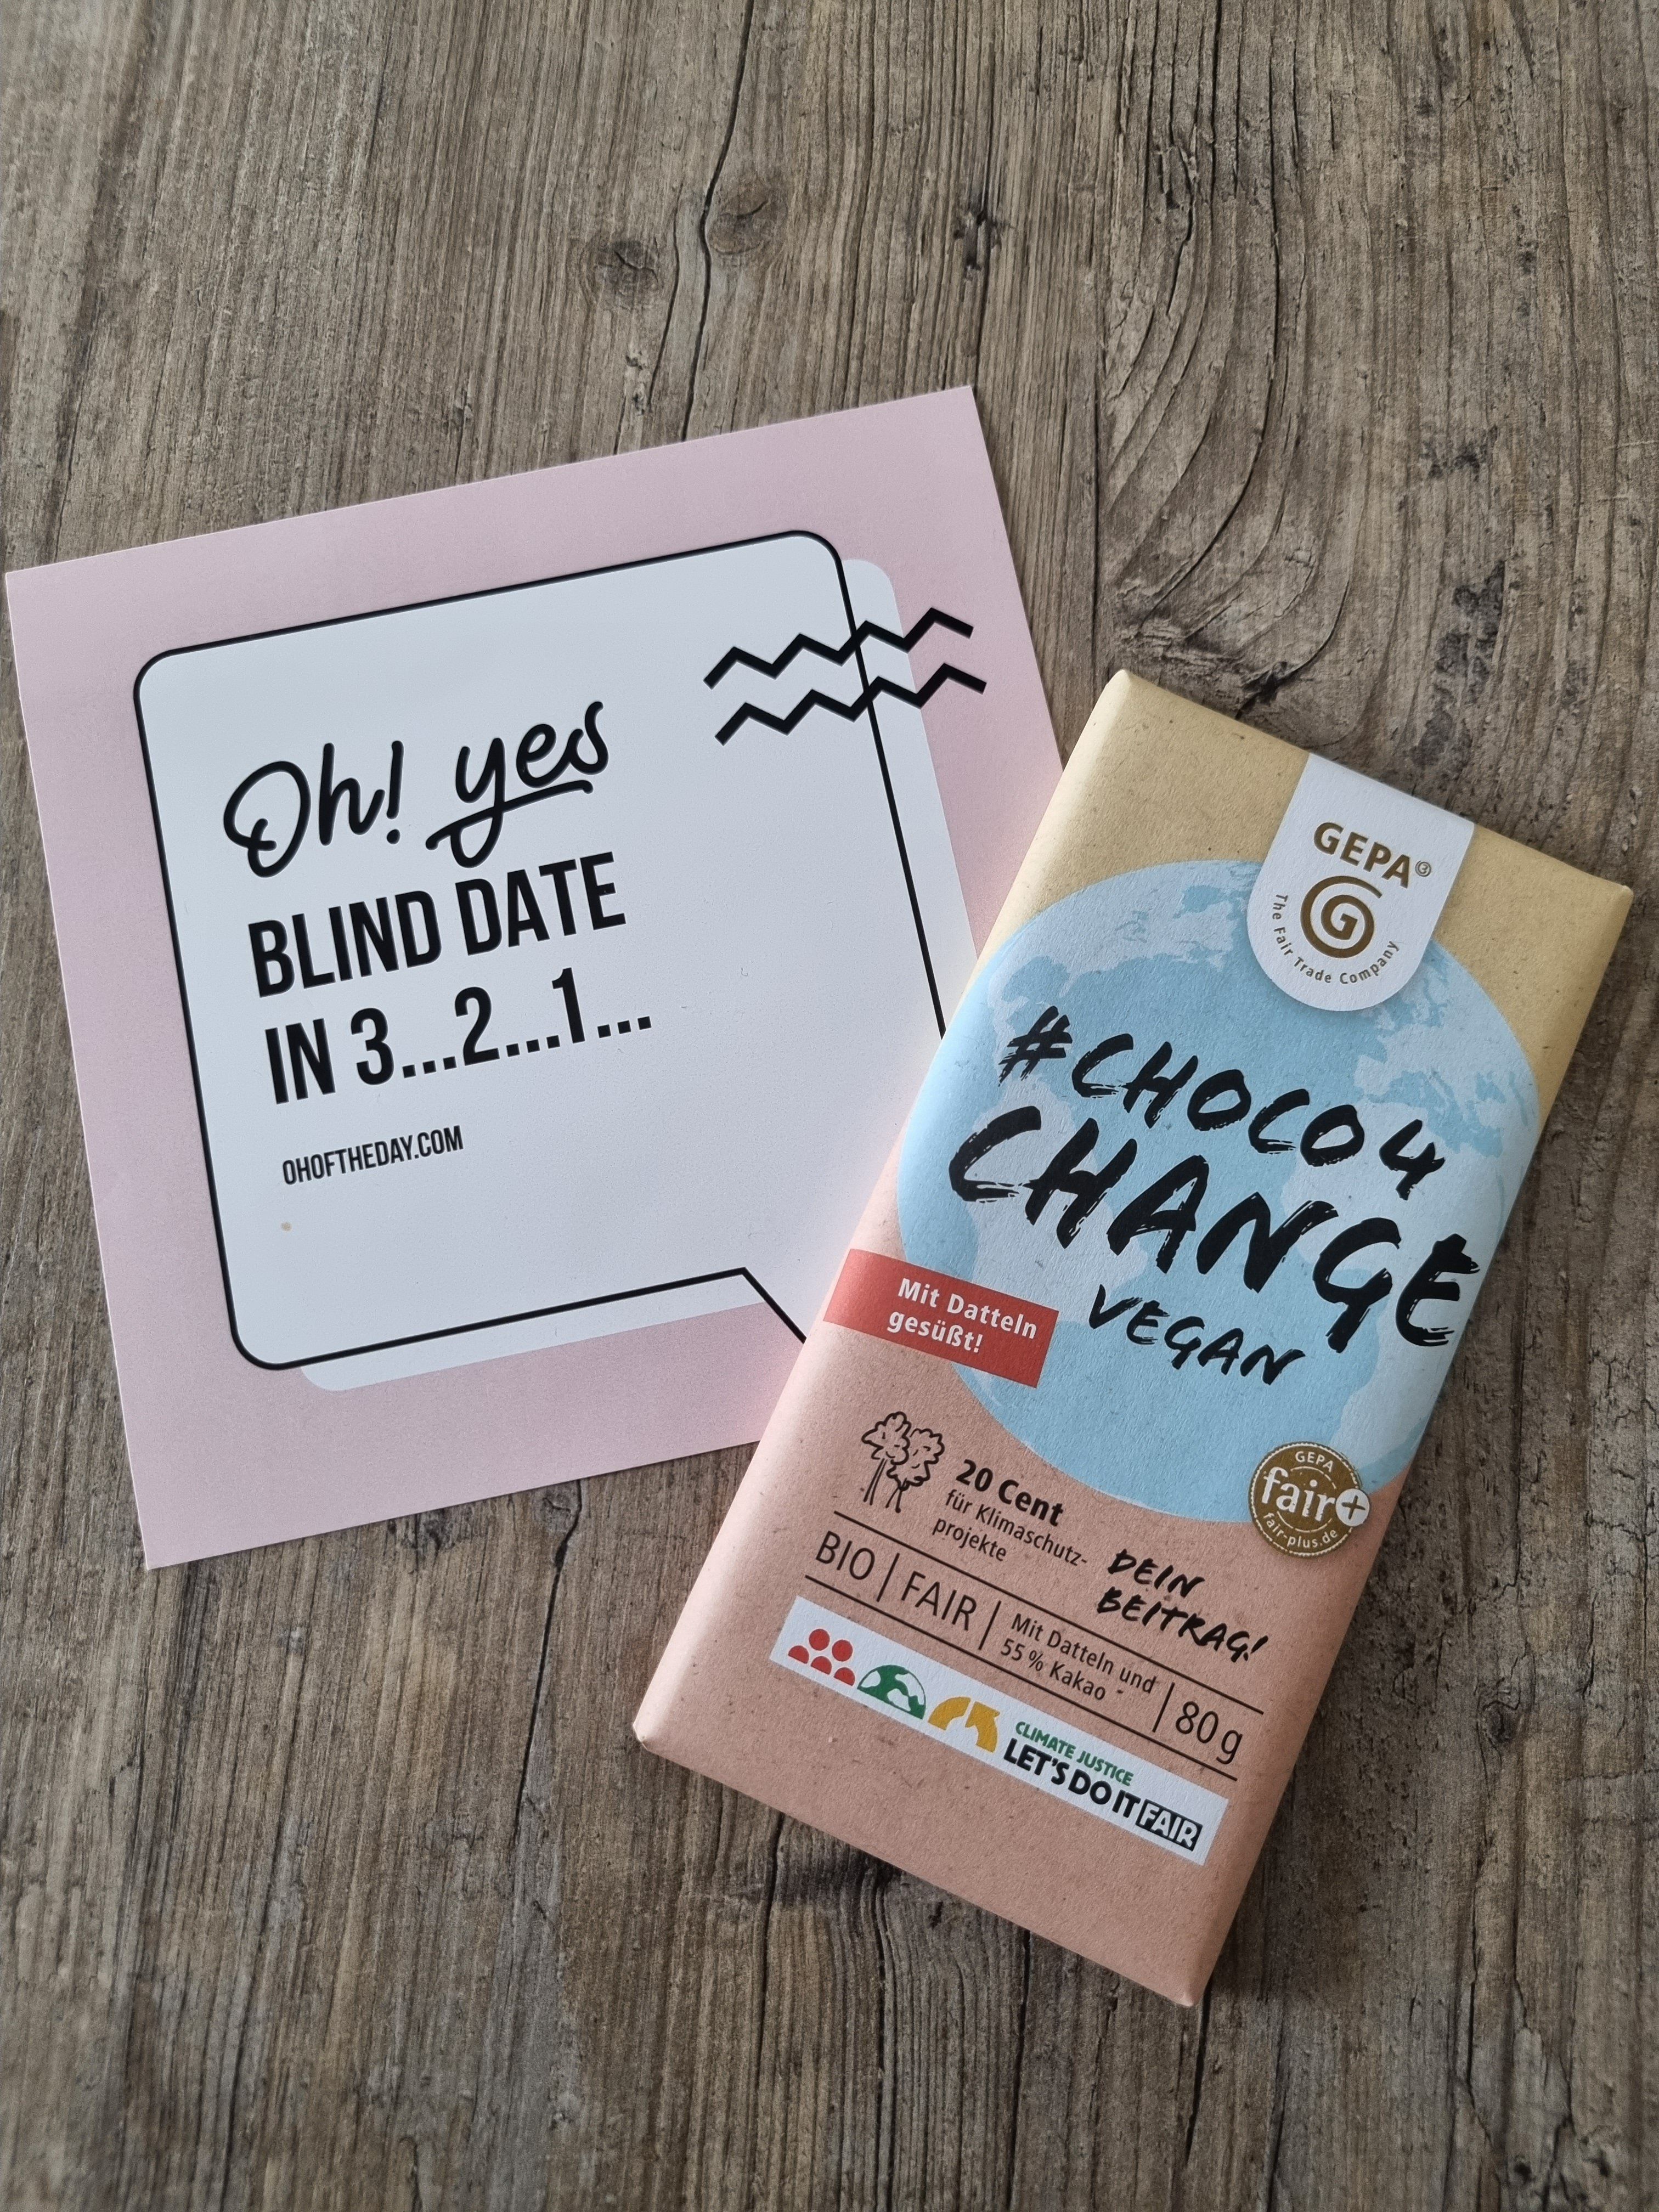 Oh! yes
BLIND DATE
IN 3...2...1...
OHOFTHEDAY.COM
GEPA
G
The Fair Trade Company
#CHOCO4
CHANGE
VEGAN
Mit Datteln
gesüßt!
20 Cent
für Klimaschutz-
projekte
DEIN
BEITRAG!
GEPA
fair+
fair-plus.de
BIO | FAIR | Mit Datteln und
55 % Kakao | 80 g
CLIMATE JUSTICE
LET'S DO IT FAIR